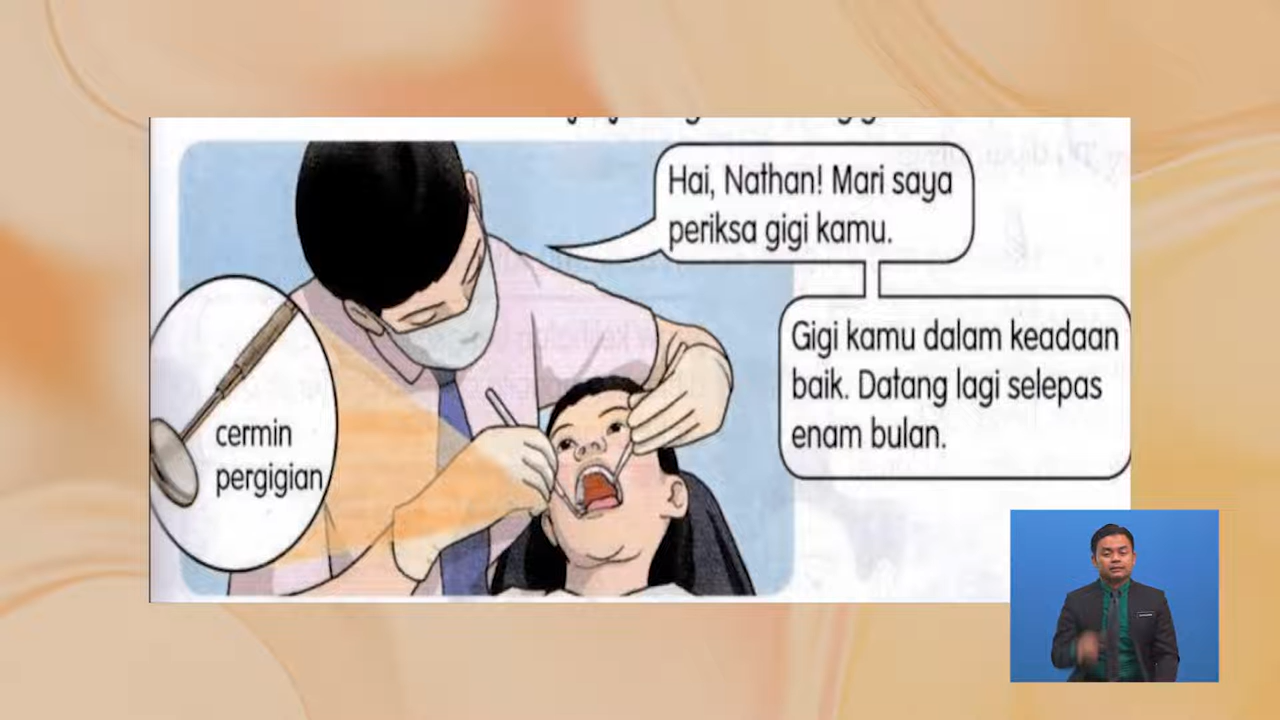 Hai, Nathan! Mari saya
periksa gigi kamu.
Gigi kamu dalam keadaan
baik. Datang lagi selepas
enam bulan.
cermin
pergigian